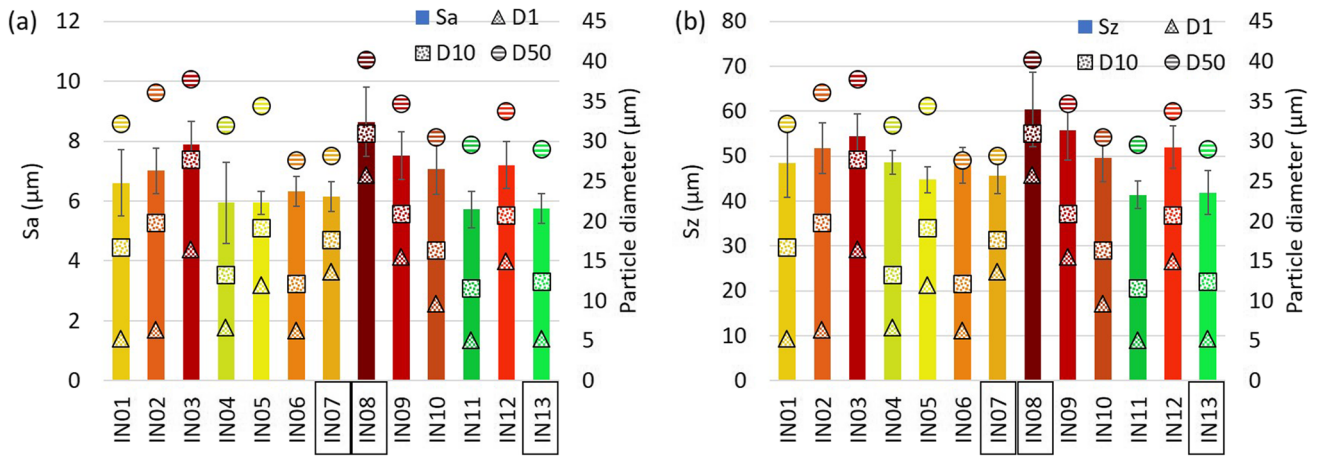 (a)
Sa
D1
D10
D50
Sa (µm)
12
10
8
6
4
2
0
45
40
35
30
25
20
15
10
5
0
Particle diameter (µm)
IN01
IN02
IN03
IN04
IN05
IN06
IN07
IN08
IN09
IN10
IN11
IN12
IN13
(b)
Sz
D1
D10
D50
Sz (µm)
80
70
60
50
40
30
20
10
0
45
40
35
30
25
20
15
10
5
0
Particle diameter (µm)
IN01
IN02
IN03
IN04
IN05
IN06
IN07
IN08
IN09
IN10
IN11
IN12
IN13